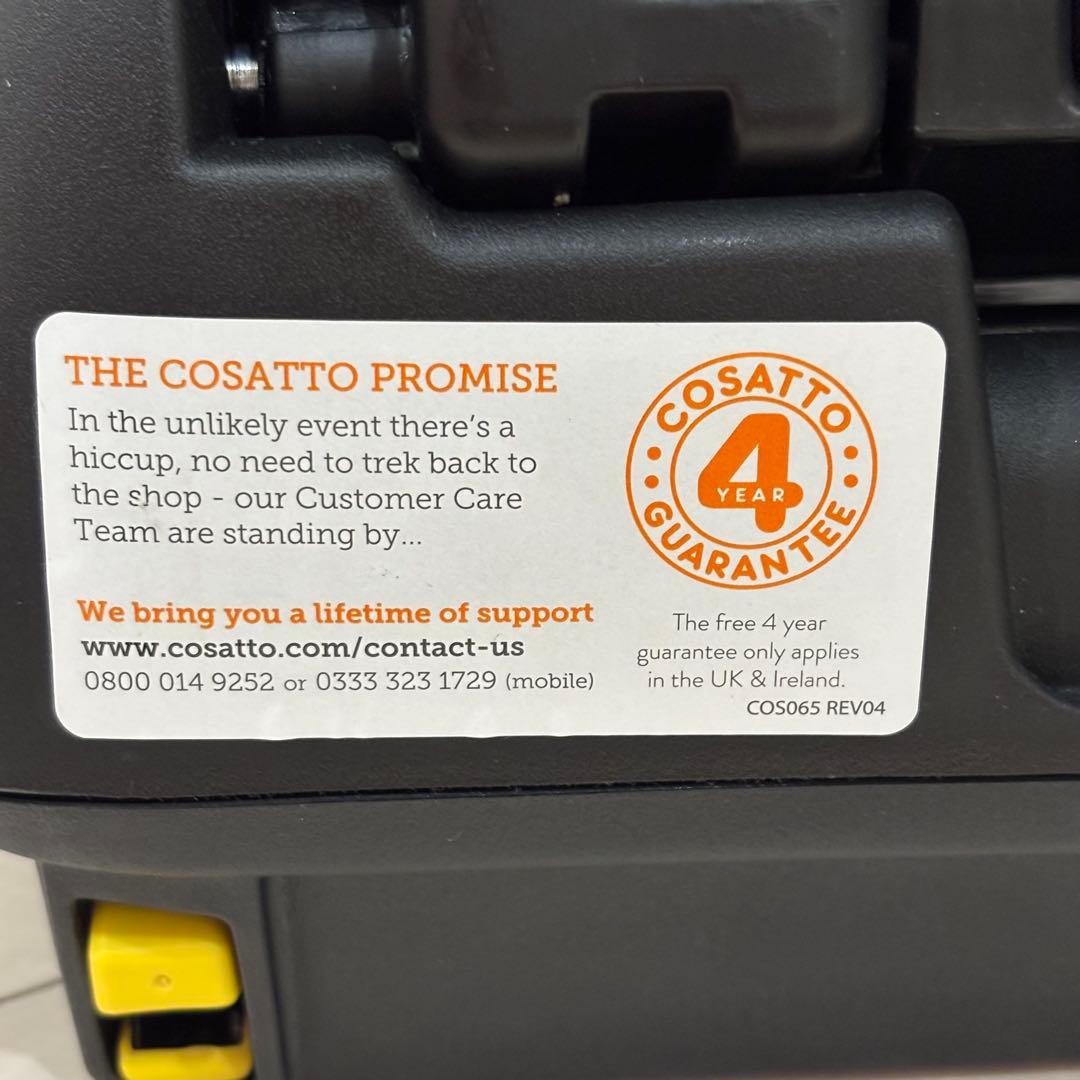 THE COSATTO PROMISE
In the unlikely event there's a
hiccup, no need to trek back to
the shop - our Customer Care
Team are standing by...
We bring you a lifetime of support
www.cosatto.com/contact-us
0800 014 9252 or 0333 323 1729 (mobile)
COSATTO
4
YEAR
GUARANTEE
The free 4 year
guarantee only applies
in the UK & Ireland.
COS065 REV04